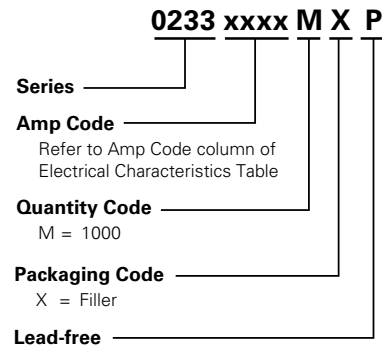 0233 xxxx M X P
Series
Amp Code
Refer to Amp Code column of
Electrical Characteristics Table
Quantity Code
M = 1000
Packaging Code
X = Filler
Lead-free